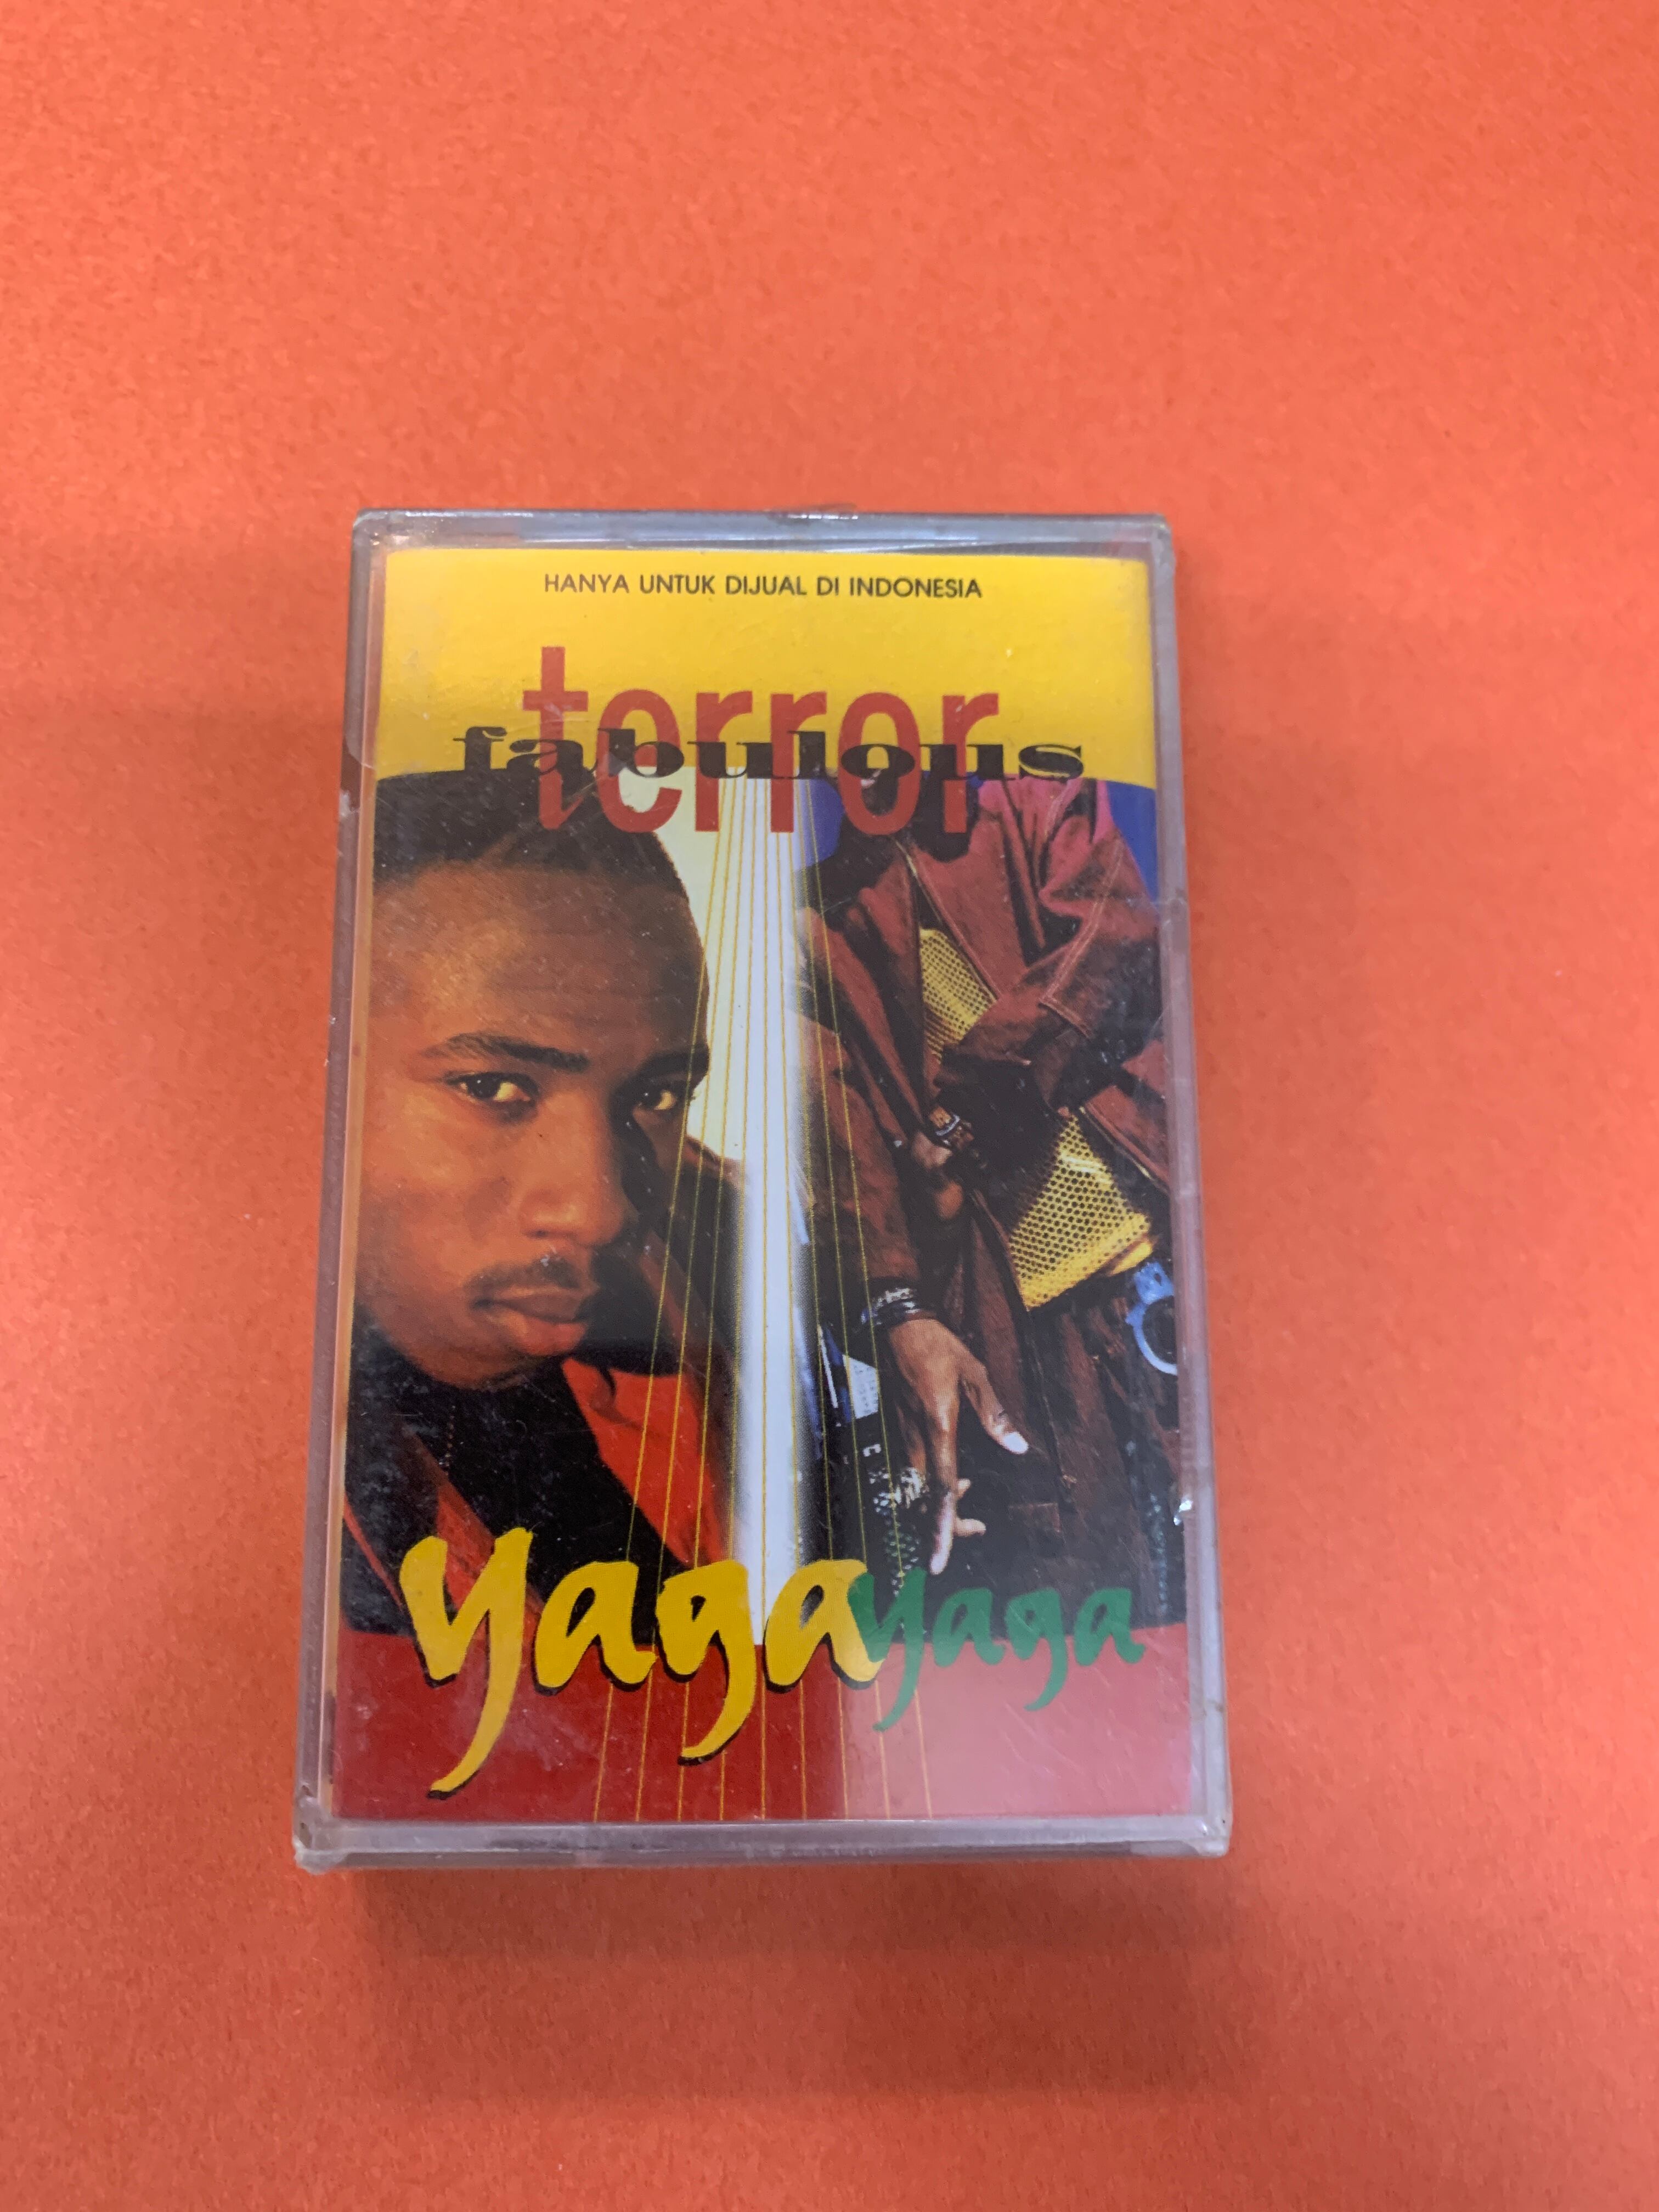 HANYA UNTUK DIJUAL DI INDONESIA
terror
fabulous
yaga yaga